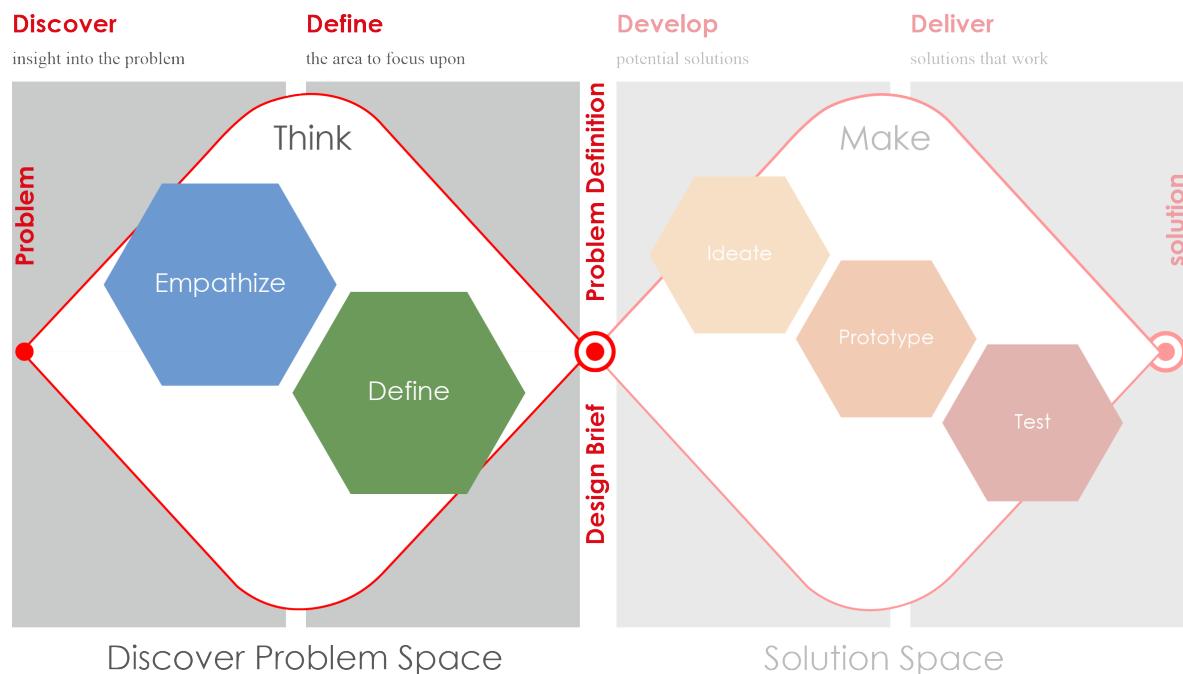 Discover
insight into the problem
Define
the area to focus upon
Develop
potential solutions
Deliver
solutions that work
Think
Make
Problem
Problem Definition
Design Brief
solution
Empathize
Define
Ideate
Prototype
Test
Discover Problem Space
Solution Space